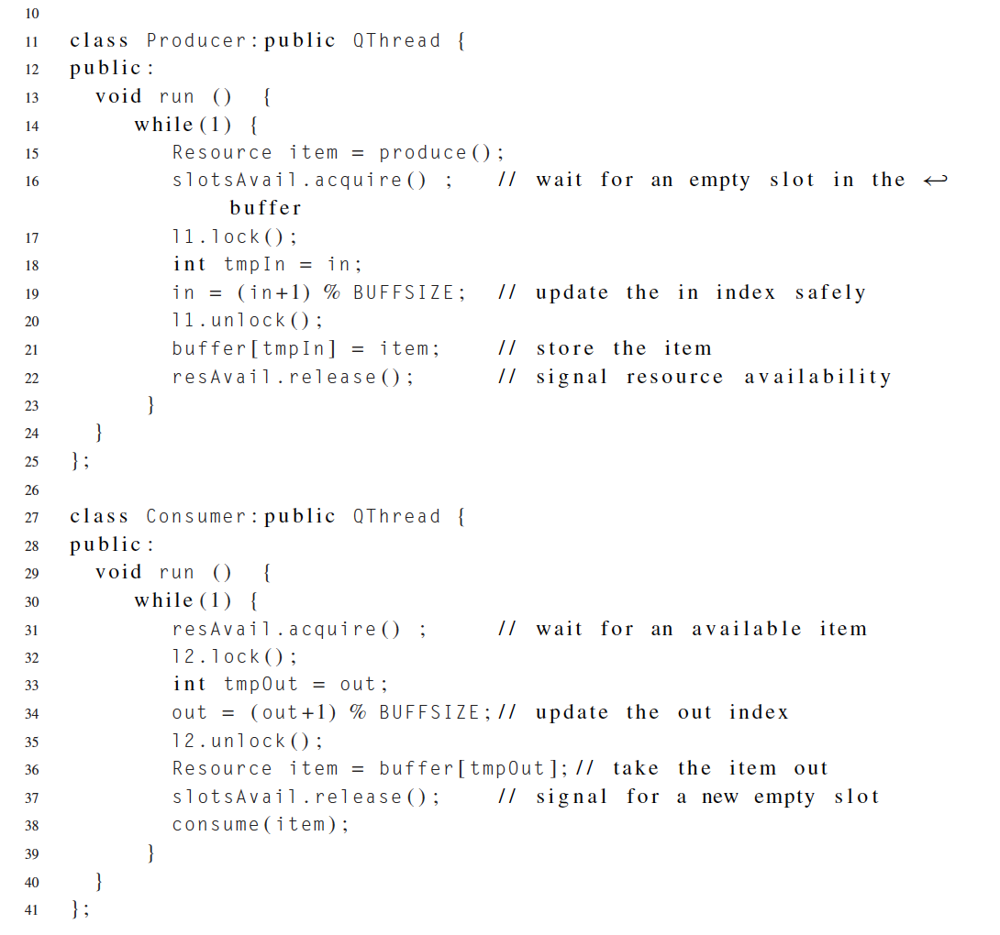 10
11 class Producer:public QThread {
12 public:
13 void run () {
14 while(1) {
15 Resource item = produce();
16 slotsAvail.acquire() ; // wait for an empty slot in the ↩
buffer
17 l1.lock();
18 int tmpIn = in;
19 in = (in+1) % BUFFSIZE; // update the in index safely
20 l1.unlock();
21 buffer[tmpIn] = item; // store the item
22 resAvail.release(); // signal resource availability
23 }
24 }
25 };
26
27 class Consumer:public QThread {
28 public:
29 void run () {
30 while(1) {
31 resAvail.acquire() ; // wait for an available item
32 l2.lock();
33 int tmpOut = out;
34 out = (out+1) % BUFFSIZE;// update the out index
35 l2.unlock();
36 Resource item = buffer[tmpOut];// take the item out
37 slotsAvail.release(); // signal for a new empty slot
38 consume(item);
39 }
40 }
41 };